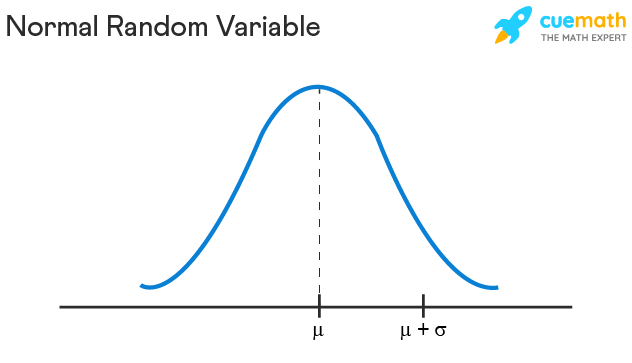 Normal Random Variable
cuemath
THE MATH EXPERT
μ
μ + σ